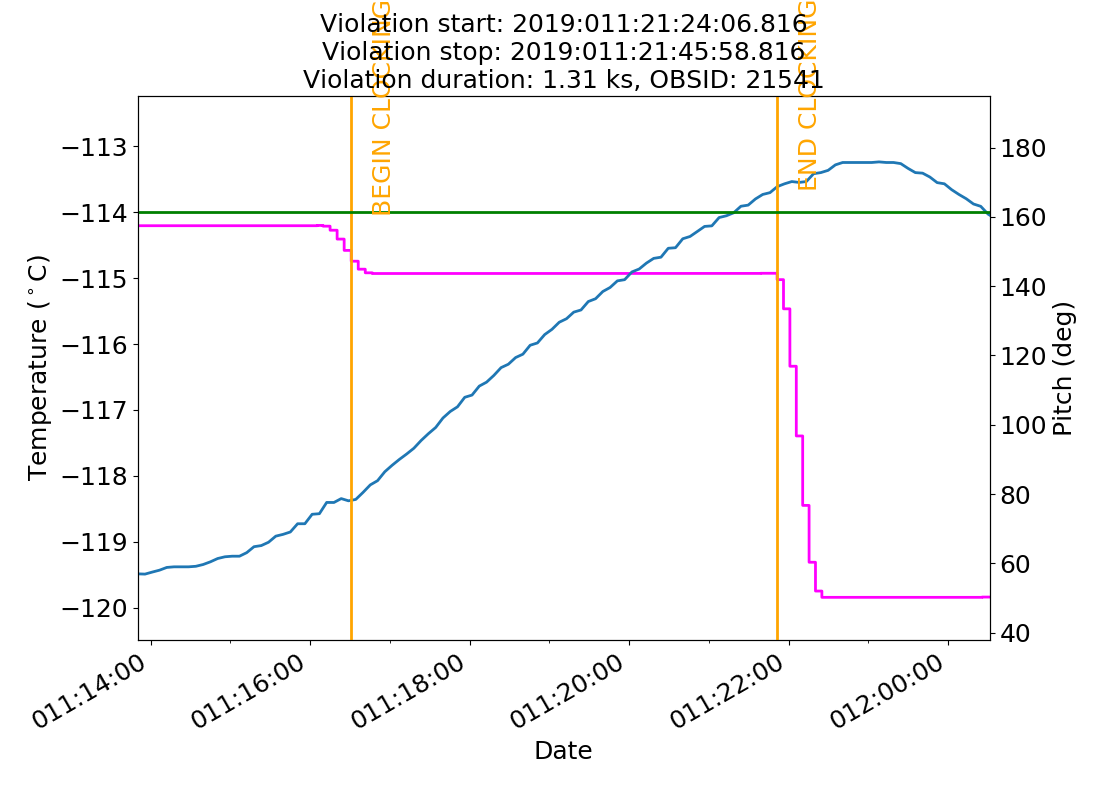 Violation start: 2019:011:21:24:06.816
Violation stop: 2019:011:21:45:58.816
Violation duration: 1.31 ks, OBSID: 21541
BEGIN CLOCKING
END CLOCKING
Temperature (°C)
−113
−114
−115
−116
−117
−118
−119
−120
180
160
140
120
100
80
60
40
Pitch (deg)
011:14:00
011:16:00
011:18:00
011:20:00
011:22:00
012:00:00
Date